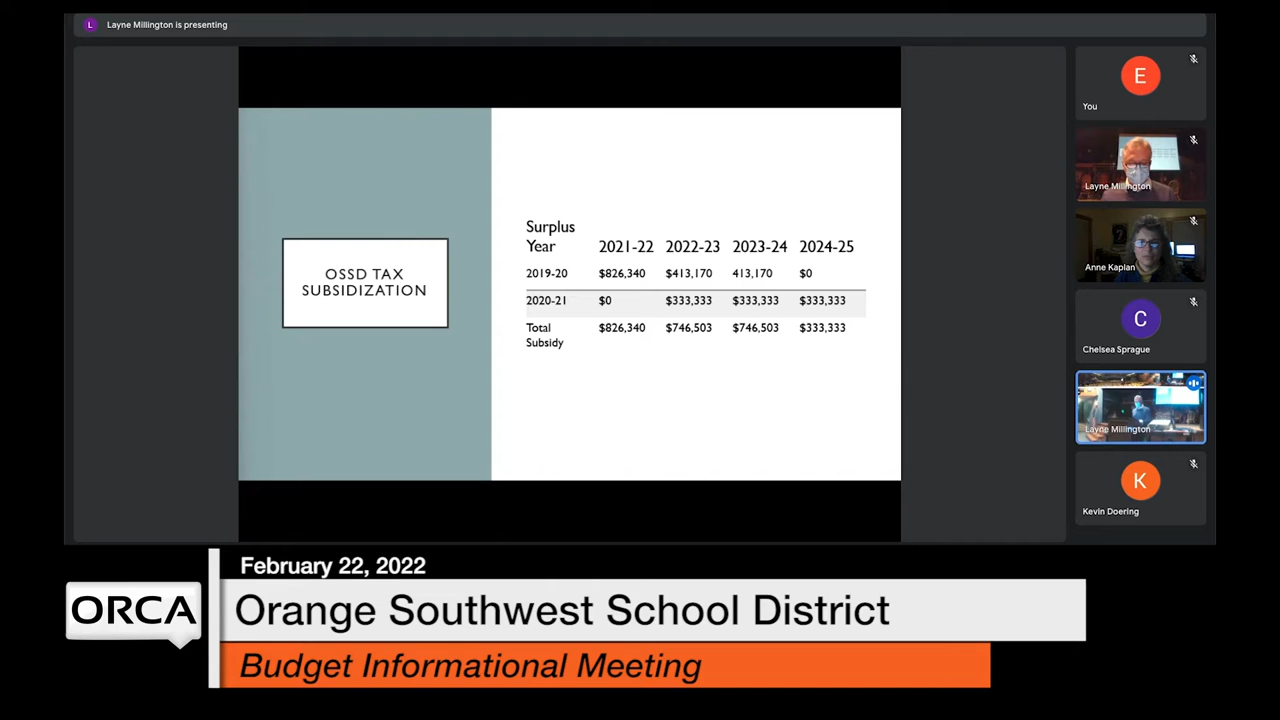 L Layne Millington is presenting
OSSD TAX
SUBSIDIZATION
Surplus
Year 2021-22 2022-23 2023-24 2024-25
2019-20 $826,340 $413,170 413,170 $0
2020-21 $0 $333,333 $333,333 $333,333
Total $826,340 $746,503 $746,503 $333,333
Subsidy
E
You
Layne Millington
Anne Kaplan
C
Chelsea Sprague
Layne Millington
K
Kevin Doering
February 22, 2022
ORCA
Orange Southwest School District
Budget Informational Meeting